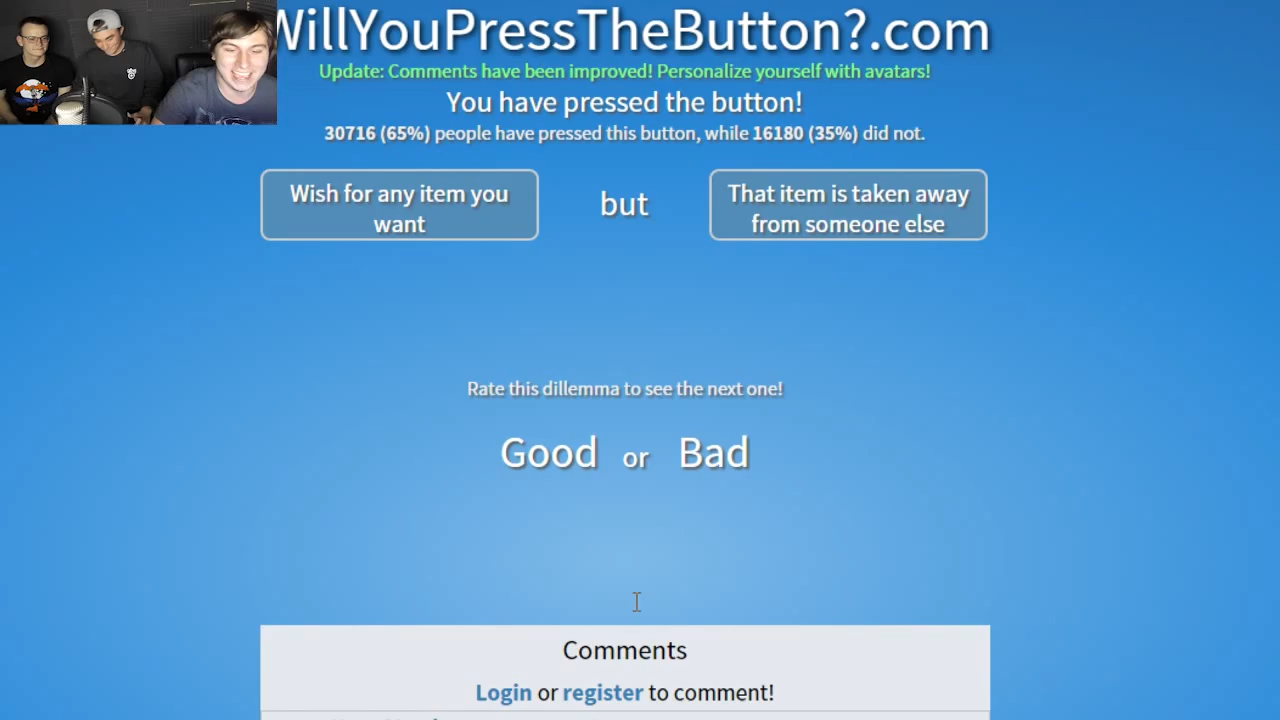 WillYouPressTheButton?.com
Update: Comments have been improved! Personalize yourself with avatars!
You have pressed the button!
30716 (65%) people have pressed this button, while 16180 (35%) did not.
Wish for any item you
want
but
That item is taken away
from someone else
Rate this dillemma to see the next one!
Good or Bad
Comments
Login or register to comment!